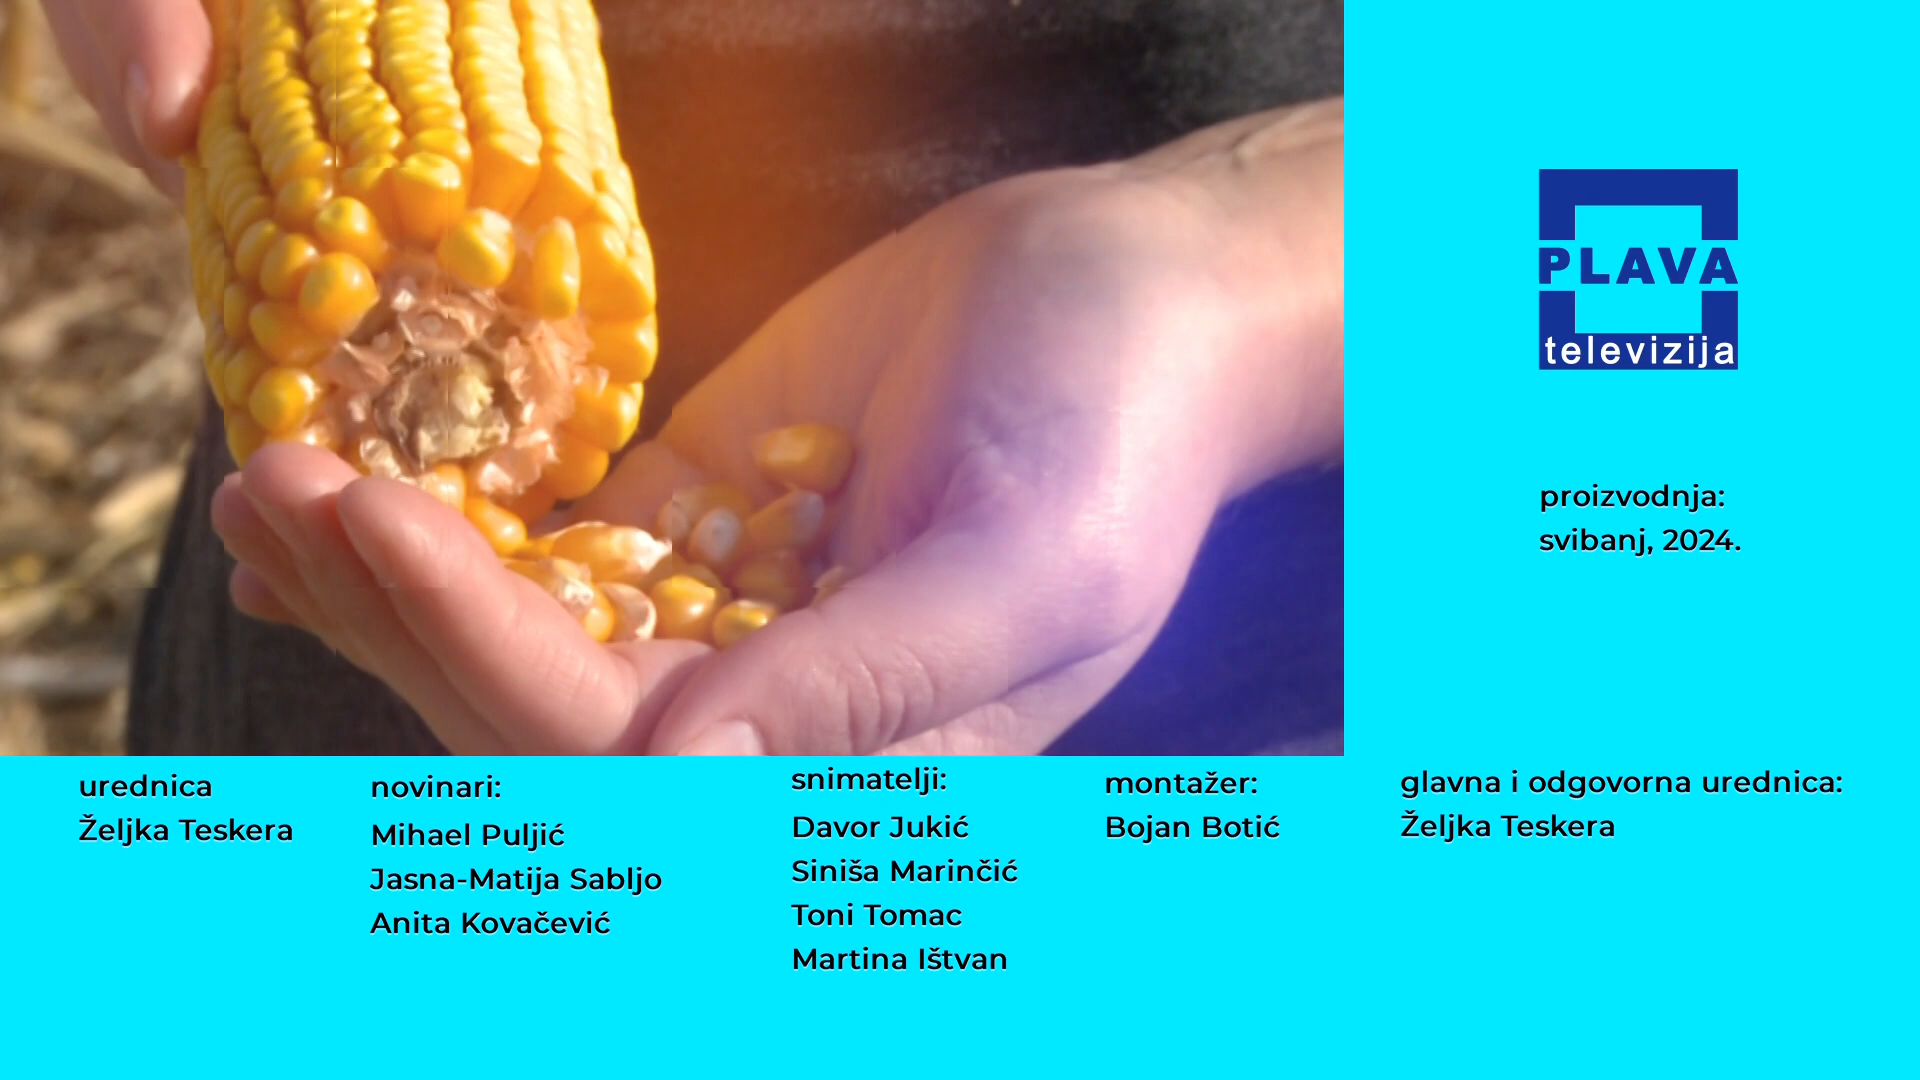 PLAVA
televizija
proizvodnja:
svibanj, 2024.
urednica
Željka Teskera
novinari:
Mihael Puljić
Jasna-Matija Sabljo
Anita Kovačević
snimatelji:
Davor Jukić
Siniša Marinčić
Toni Tomac
Martina Ištvan
montažer:
Bojan Botić
glavna i odgovorna urednica:
Željka Teskera